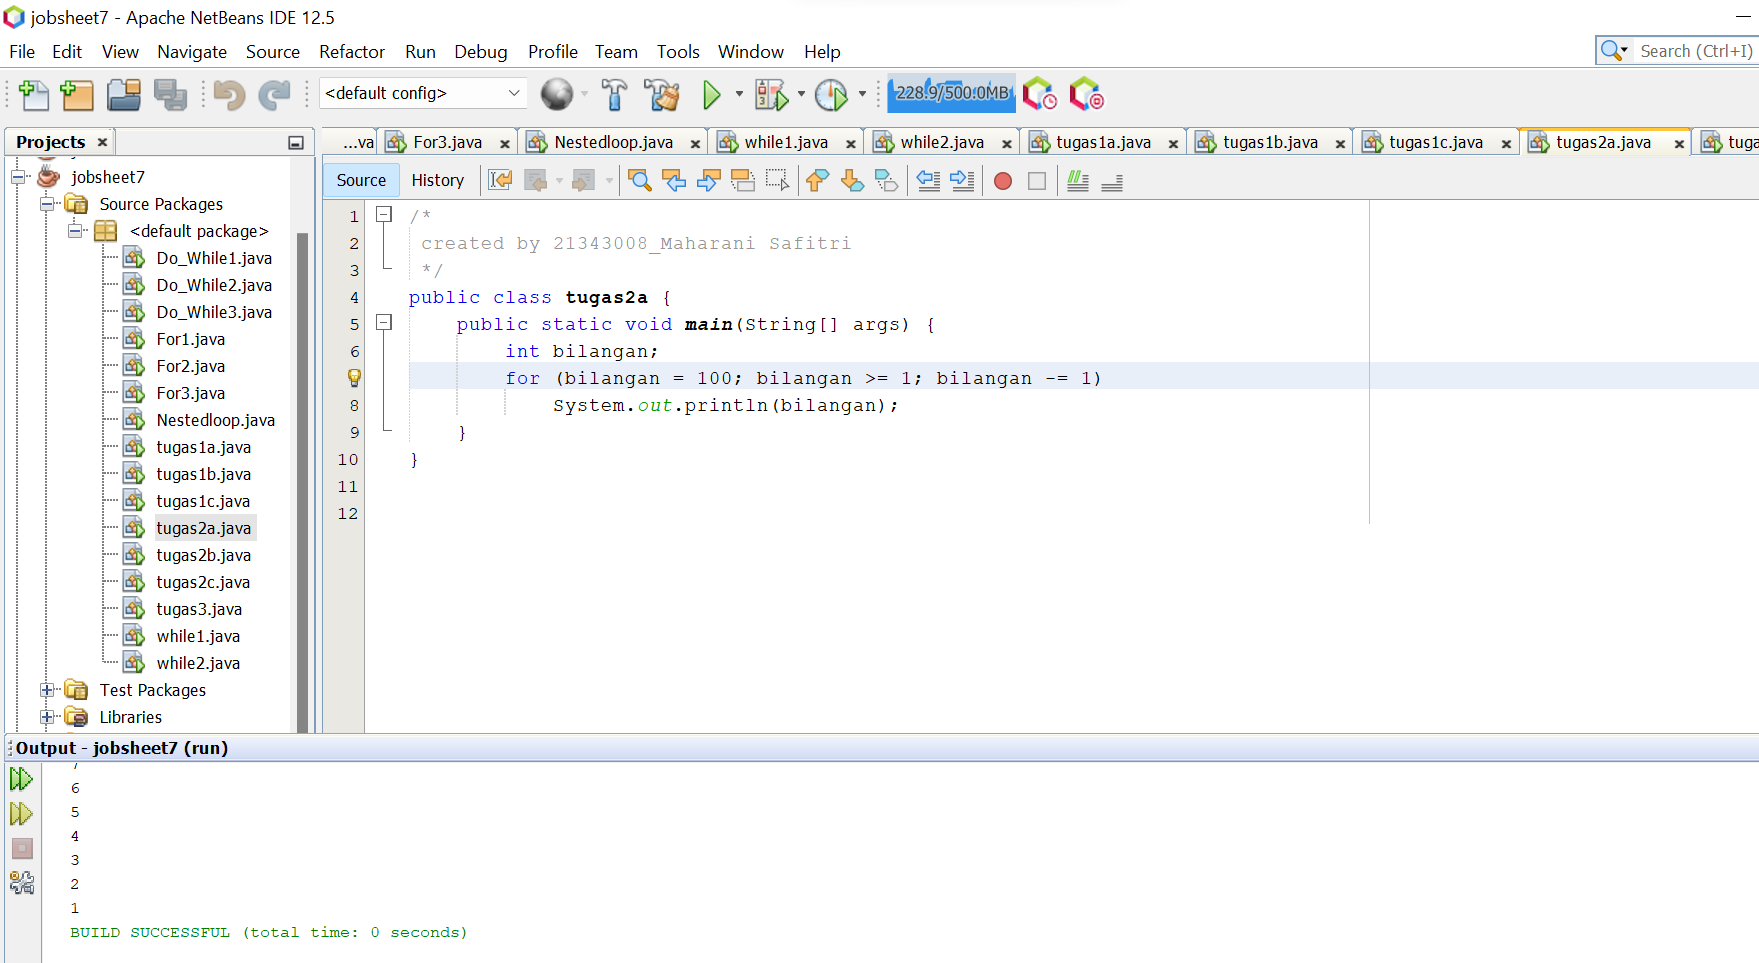 jobsheet7 - Apache NetBeans IDE 12.5
File Edit View Navigate Source Refactor Run Debug Profile Team Tools Window Help
Search (Ctrl+I)
<default config>
228.9/500.0MB
Projects
...va For3.java Nestedloop.java while1.java while2.java tugas1a.java tugas1b.java tugas1c.java tugas2a.java tuga
Source History
jobsheet7
Source Packages
<default package>
Do_While1.java
Do_While2.java
Do_While3.java
For1.java
For2.java
For3.java
Nestedloop.java
tugas1a.java
tugas1b.java
tugas1c.java
tugas2a.java
tugas2b.java
tugas2c.java
tugas3.java
while1.java
while2.java
Test Packages
Libraries
1 /*
2 created by 21343008_Maharani Safitri
3 */
4 public class tugas2a {
5 public static void main(String[] args) {
6 int bilangan;
for (bilangan = 100; bilangan >= 1; bilangan -= 1)
8 System.out.println(bilangan);
9 }
10 }
11
12
Output - jobsheet7 (run)
6
5
4
3
2
1
BUILD SUCCESSFUL (total time: 0 seconds)